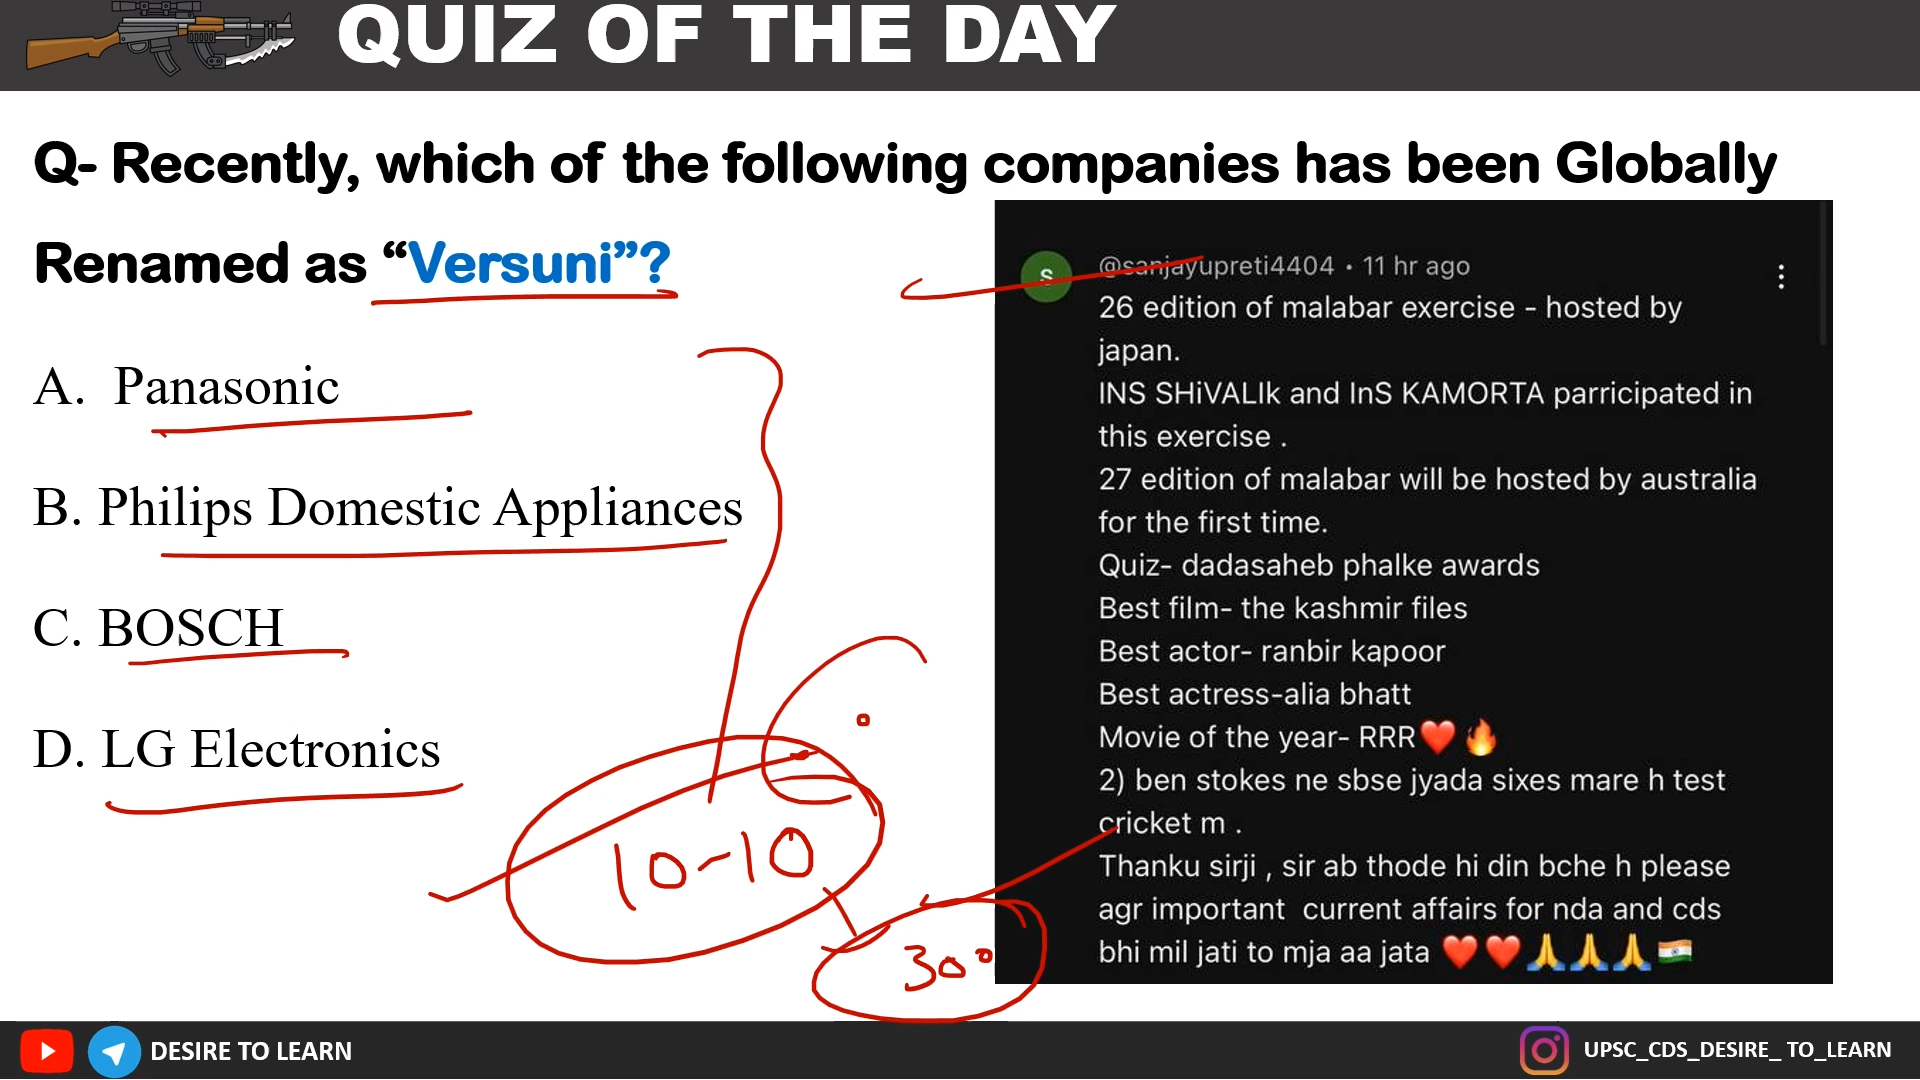 QUIZ OF THE DAY
Q- Recently, which of the following companies has been Globally
Renamed as “Versuni”?
A. Panasonic
B. Philips Domestic Appliances
C. BOSCH
D. LG Electronics
10-10
30°
S
@sanjayupreti4404 • 11 hr ago
26 edition of malabar exercise - hosted by
japan.
INS SHiVALIk and InS KAMORTA parricipated in
this exercise .
27 edition of malabar will be hosted by australia
for the first time.
Quiz- dadasaheb phalke awards
Best film- the kashmir files
Best actor- ranbir kapoor
Best actress-alia bhatt
Movie of the year- RRR❤️🔥
2) ben stokes ne sbse jyada sixes mare h test
cricket m .
Thanku sirji , sir ab thode hi din bche h please
agr important current affairs for nda and cds
bhi mil jati to mja aa jata ❤️❤️🙏🙏🙏🇮🇳
DESIRE TO LEARN
UPSC_CDS_DESIRE_ TO_LEARN